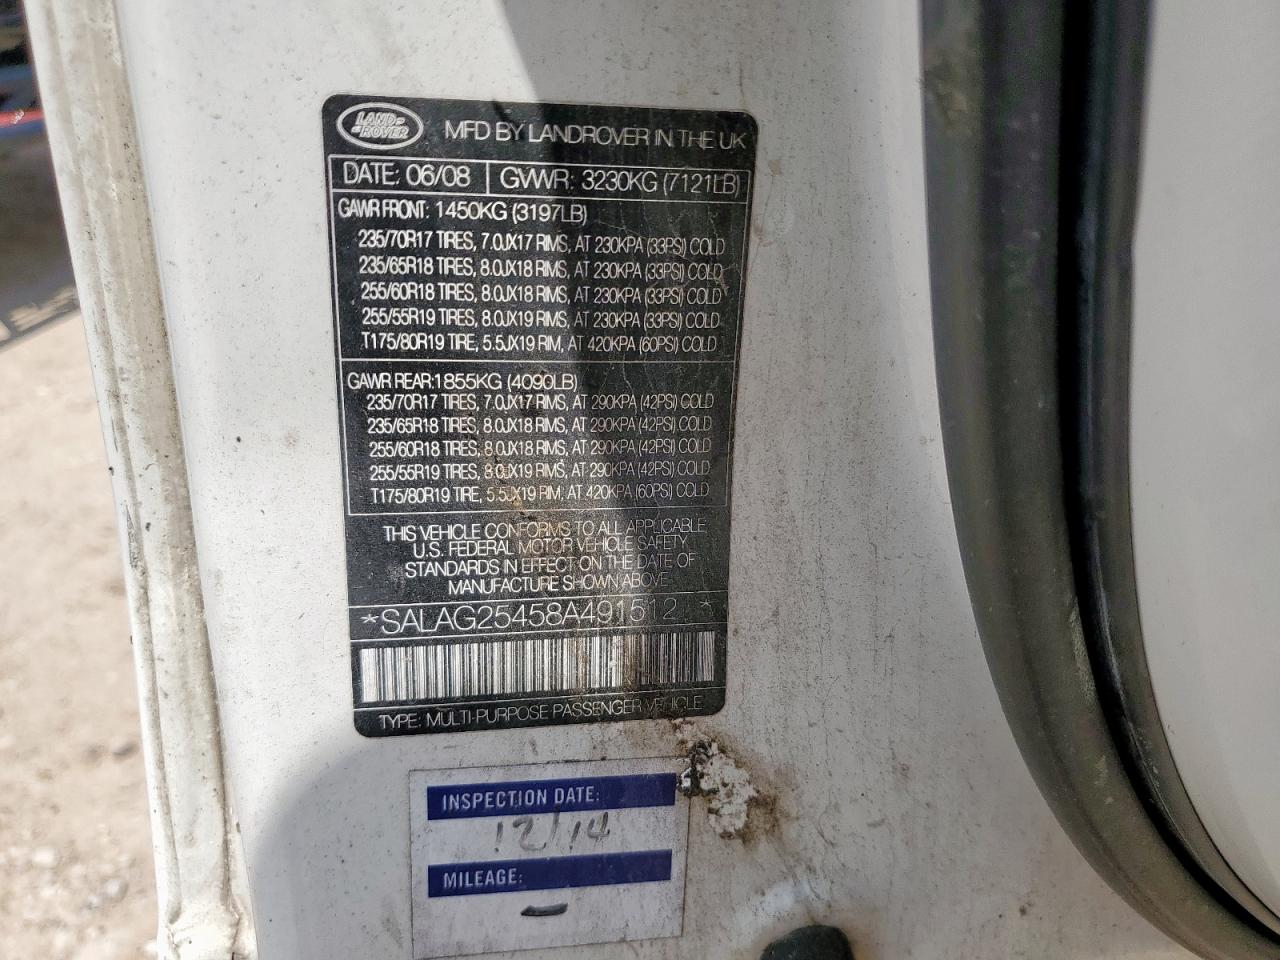 LAND-
-ROVER
MFD BY LANDROVER IN THE UK
DATE: 06/08 GVWR: 3230KG (7121LB)
GAWR FRONT: 1450KG (3197LB)
235/70R17 TIRES, 7.0JX17 RIMS, AT 230KPA (33PSI) COLD
235/65R18 TIRES, 8.0JX18 RIMS, AT 230KPA (33PSI) COLD
255/60R18 TIRES, 8.0JX18 RIMS, AT 230KPA (33PSI) COLD
255/55R19 TIRES, 8.0JX19 RIMS, AT 230KPA (33PSI) COLD
T175/80R19 TIRE, 5.5JX19 RIM, AT 420KPA (60PSI) COLD
GAWR REAR: 1855KG (4090LB)
235/70R17 TIRES, 7.0JX17 RIMS, AT 290KPA (42PSI) COLD
235/65R18 TIRES, 8.0JX18 RIMS, AT 290KPA (42PSI) COLD
255/60R18 TIRES, 8.0JX18 RIMS, AT 290KPA (42PSI) COLD
255/55R19 TIRES, 8.0JX19 RIMS, AT 290KPA (42PSI) COLD
T175/80R19 TIRE, 5.5JX19 RIM, AT 420KPA (60PSI) COLD
THIS VEHICLE CONFORMS TO ALL APPLICABLE
U.S. FEDERAL MOTOR VEHICLE SAFETY
STANDARDS IN EFFECT ON THE DATE OF
MANUFACTURE SHOWN ABOVE
*SALAG25458A491512*
TYPE: MULTI-PURPOSE PASSENGER VEHICLE
INSPECTION DATE:
12/14
MILEAGE:
—